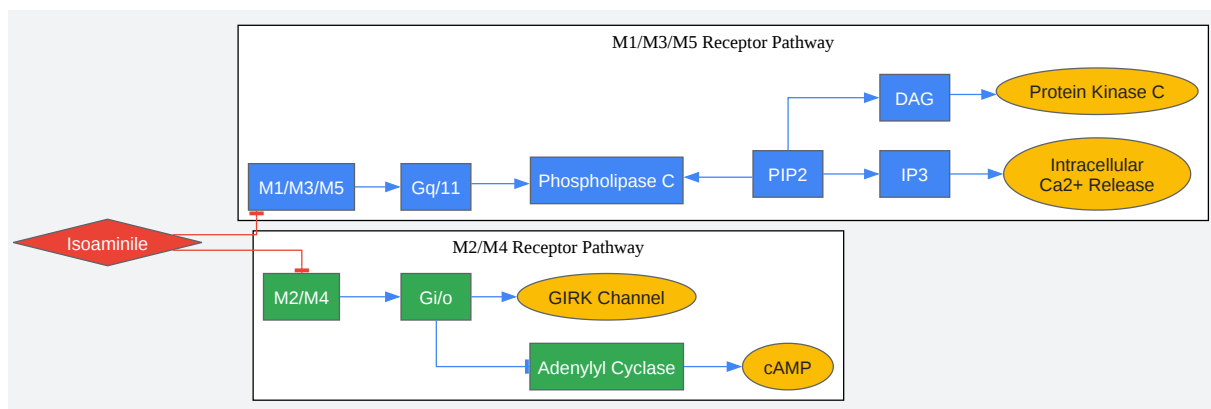 M1/M3/M5 Receptor Pathway
DAG
Protein Kinase C
M1/M3/M5
Gq/11
Phospholipase C
PIP2
IP3
Intracellular
Ca2+ Release
Isoaminile
M2/M4 Receptor Pathway
M2/M4
Gi/o
GIRK Channel
Adenylyl Cyclase
cAMP